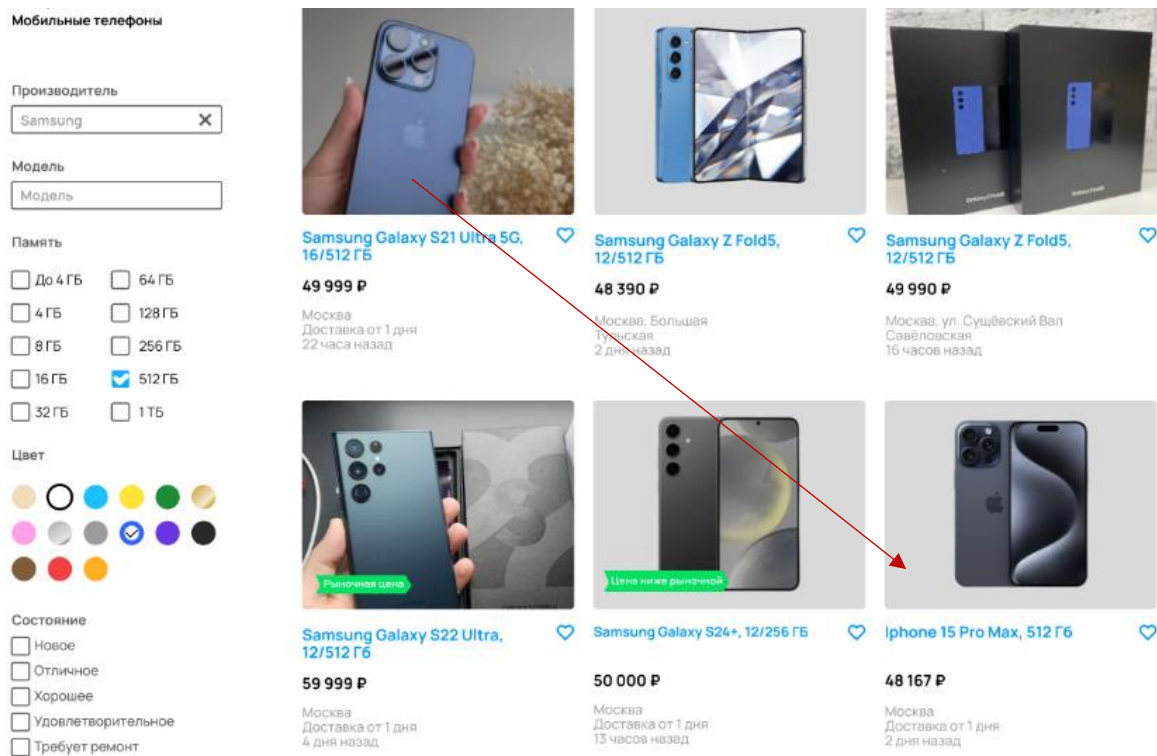 Мобильные телефоны
Производитель
Samsung
Модель
Модель
Память
До 4 ГБ
64 ГБ
4 ГБ
128 ГБ
8 ГБ
256 ГБ
16 ГБ
512 ГБ
32 ГБ
1 ТБ
Цвет
Состояние
Новое
Отличное
Хорошее
Удовлетворительное
Требует ремонт
Samsung Galaxy S21 Ultra 5G,
16/512 ГБ
49 999 ₽
Москва
Доставка от 1 дня
22 часа назад
Samsung Galaxy Z Fold5,
12/512 ГБ
48 390 ₽
Москва, Большая
Тульская
2 дня назад
Galaxy Z Fold5
Galaxy Z Fold5
Samsung Galaxy Z Fold5,
12/512 ГБ
49 990 ₽
Москва, ул. Сущёвский Вал
Савёловская
16 часов назад
Рыночная цена
Samsung Galaxy S22 Ultra,
12/512 Гб
59 999 ₽
Москва
Доставка от 1 дня
4 дня назад
Цена ниже рыночной
Samsung Galaxy S24+, 12/256 ГБ
50 000 ₽
Москва
Доставка от 1 дня
13 часов назад
Iphone 15 Pro Max, 512 Гб
48 167 ₽
Москва
Доставка от 1 дня
2 дня назад